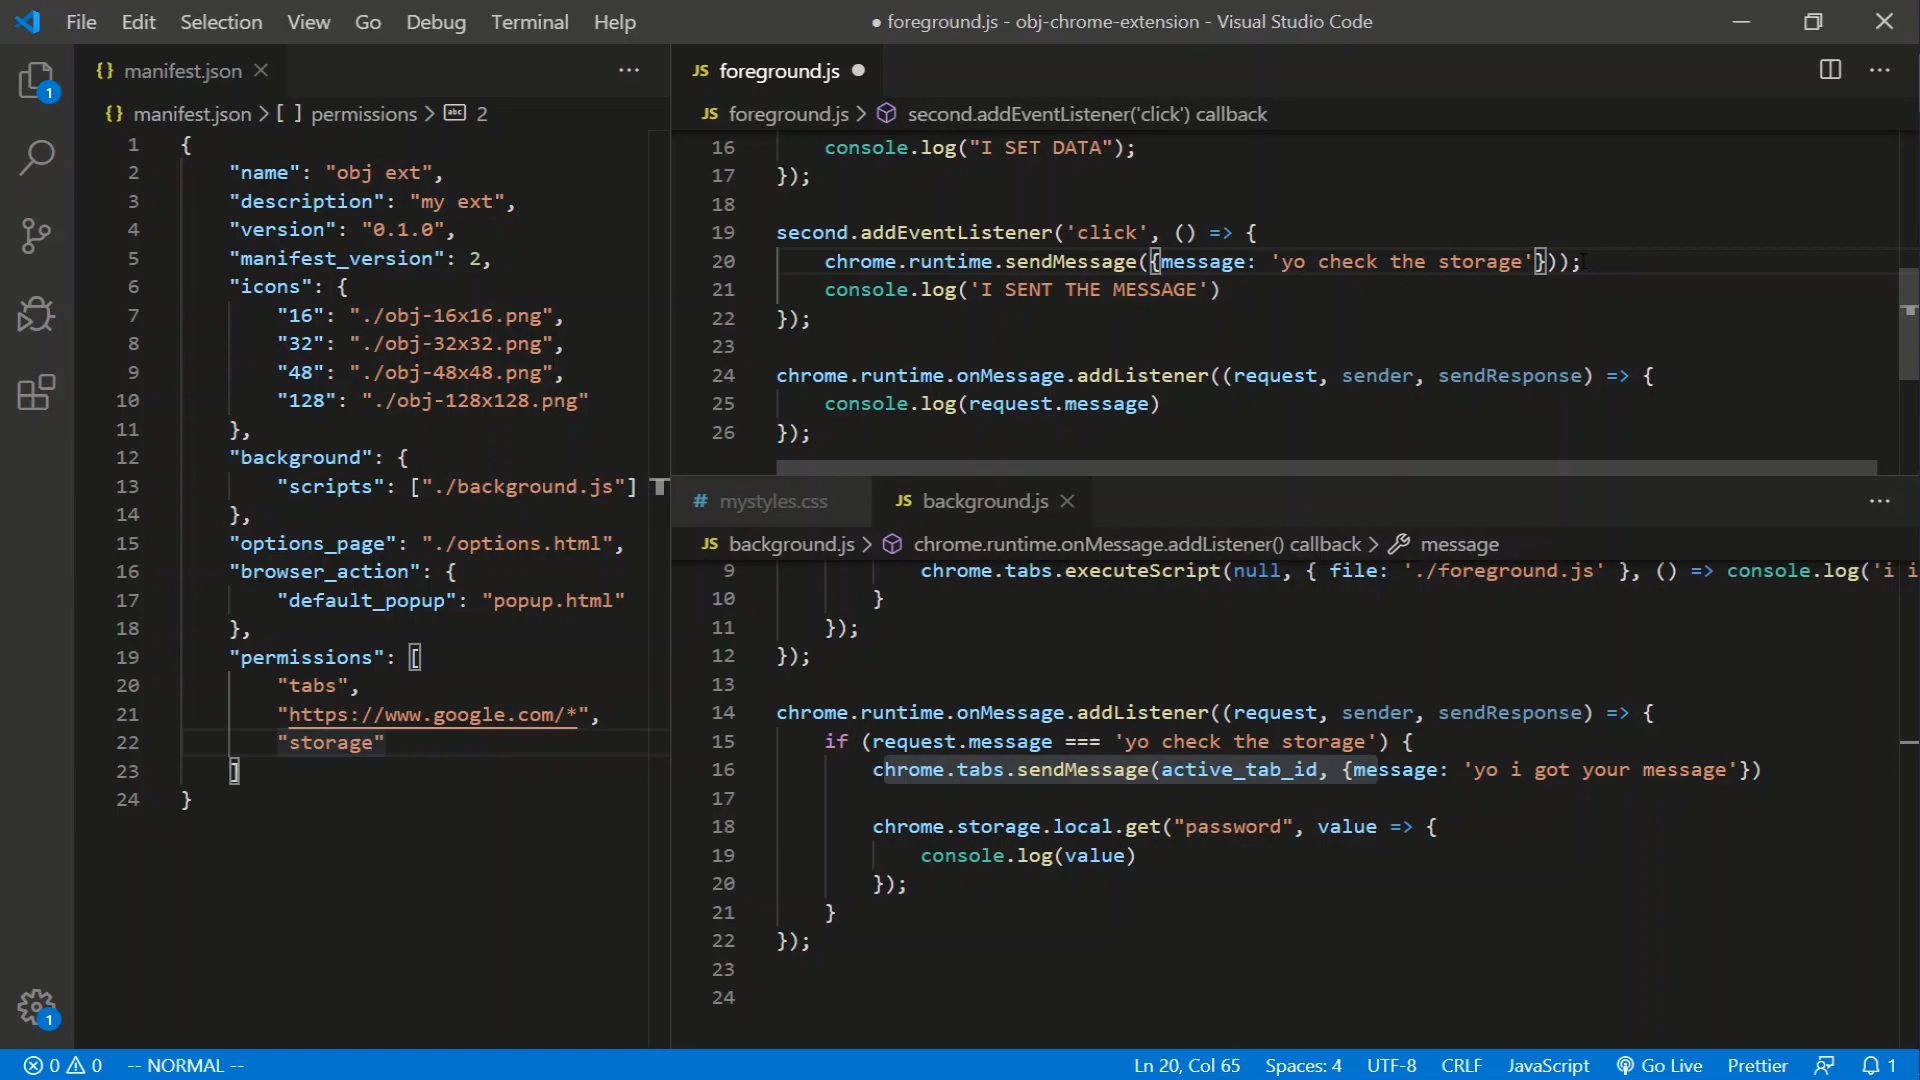 File Edit Selection View Go Debug Terminal Help
● foreground.js - obj-chrome-extension - Visual Studio Code
1
{} manifest.json
...
{} manifest.json > [ ] permissions > abc 2
1 {
2 "name": "obj ext",
3 "description": "my ext",
4 "version": "0.1.0",
5 "manifest_version": 2,
6 "icons": {
7 "16": "./obj-16x16.png",
8 "32": "./obj-32x32.png",
9 "48": "./obj-48x48.png",
10 "128": "./obj-128x128.png"
11 },
12 "background": {
13 "scripts": ["./background.js"]
14 },
15 "options_page": "./options.html",
16 "browser_action": {
17 "default_popup": "popup.html"
18 },
19 "permissions": [
20 "tabs",
21 "https://www.google.com/*",
22 "storage"
23 ]
24 }
JS foreground.js ●
...
JS foreground.js > second.addEventListener('click') callback
16 console.log("I SET DATA");
17 });
18
19 second.addEventListener('click', () => {
20 chrome.runtime.sendMessage({message: 'yo check the storage'}));
21 console.log('I SENT THE MESSAGE')
22 });
23
24 chrome.runtime.onMessage.addListener((request, sender, sendResponse) => {
25 console.log(request.message)
26 });
# mystyles.css
JS background.js
...
JS background.js > chrome.runtime.onMessage.addListener() callback > message
9 chrome.tabs.executeScript(null, { file: './foreground.js' }, () => console.log('i i
10 }
11 });
12 });
13
14 chrome.runtime.onMessage.addListener((request, sender, sendResponse) => {
15 if (request.message === 'yo check the storage') {
16 chrome.tabs.sendMessage(active_tab_id, {message: 'yo i got your message'})
17
18 chrome.storage.local.get("password", value => {
19 console.log(value)
20 });
21 }
22 });
23
24
1
0 0 -- NORMAL --
Ln 20, Col 65 Spaces: 4 UTF-8 CRLF JavaScript Go Live Prettier 1